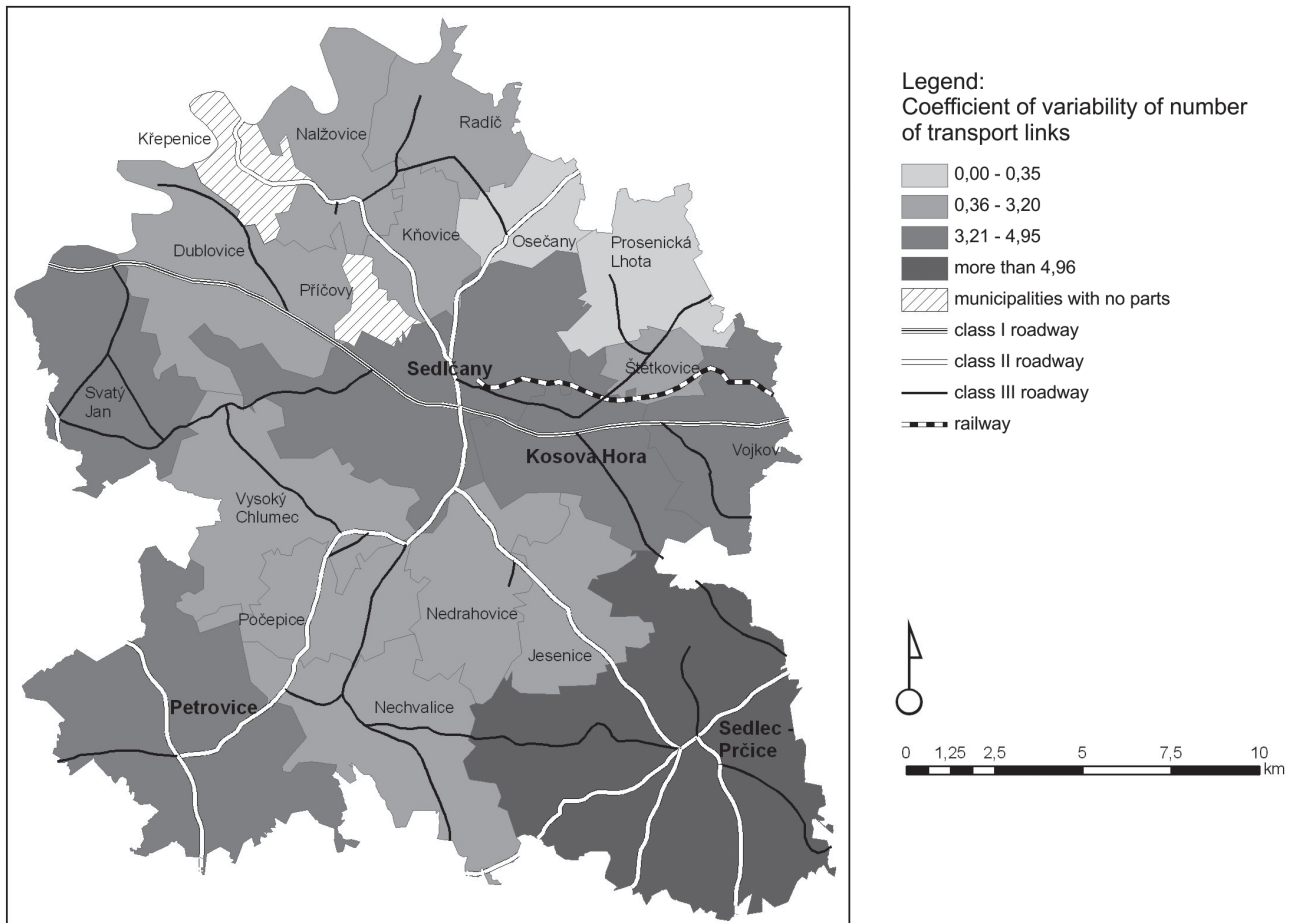 Radíč
Nalžovice
Křepenice
Kňovice
Osečany
Prosenická
Lhota
Dublovice
Příčovy
Sedlčany
Štětkovice
Svatý
Jan
Kosova Hora
Vojkov
Vysoký
Chlumec
Počepice
Nedrahovice
Jesenice
Petrovice
Nechvalice
Sedlec -
Prčice
Legend:
Coefficient of variability of number
of transport links
0,00 - 0,35
0,36 - 3,20
3,21 - 4,95
more than 4,96
municipalities with no parts
class I roadway
class II roadway
class III roadway
railway
0 1,25 2,5 5 7,5 10
km